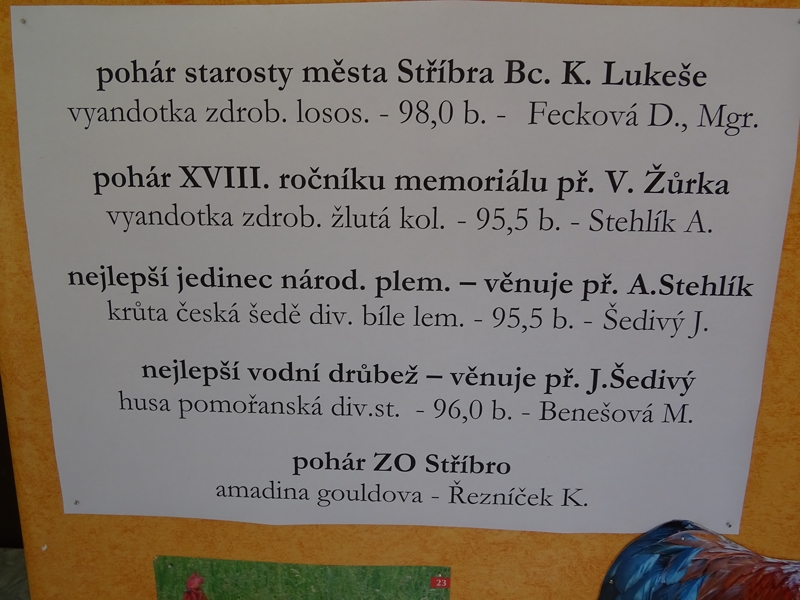 pohár starosty města Stříbra Bc. K. Lukeše
vyandotka zdrob. losos. - 98,0 b. - Fecková D., Mgr.
pohár XVIII. ročníku memoriálu př. V. Žůrka
vyandotka zdrob. žlutá kol. - 95,5 b. - Stehlík A.
nejlepší jedinec národ. plem. – věnuje př. A.Stehlík
krůta česká šedě div. bíle lem. - 95,5 b. - Šedivý J.
nejlepší vodní drůbež – věnuje př. J.Šedivý
husa pomořanská div.st. - 96,0 b. - Benešová M.
pohár ZO Stříbro
amadina gouldova - Řezníček K.
23